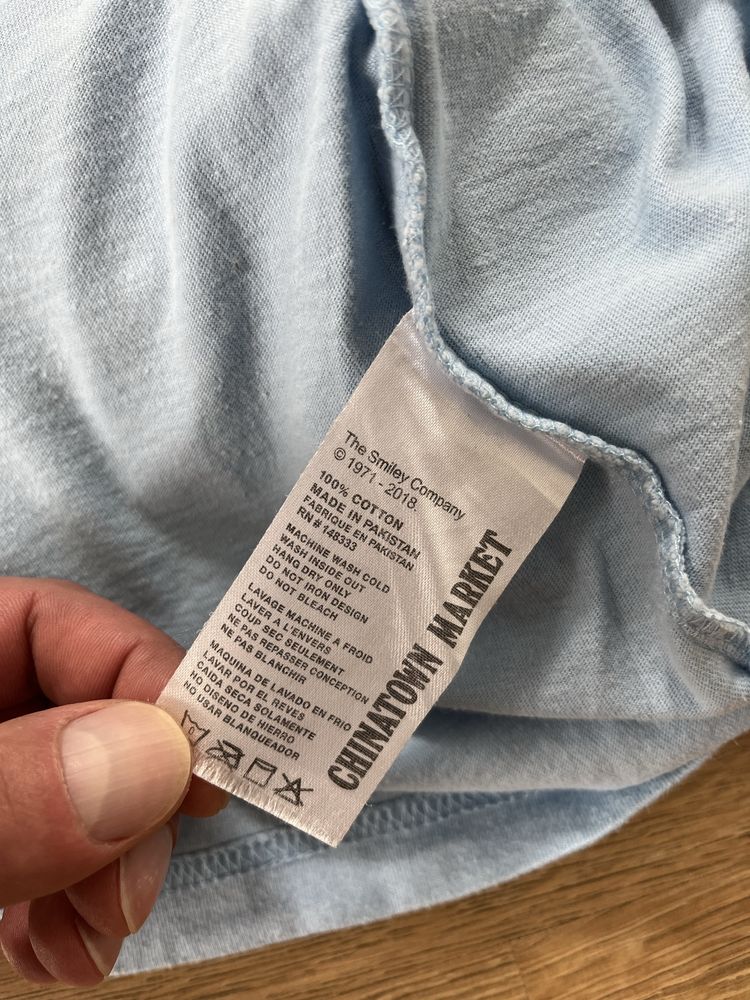 The Smiley Company
© 1971 - 2018.
100% COTTON
MADE IN PAKISTAN
FABRIQUE EN PAKISTAN
RN # 148333
MACHINE WASH COLD
WASH INSIDE OUT
HANG DRY ONLY
DO NOT IRON DESIGN
DO NOT BLEACH
LAVAGE MACHINE A FROID
LAVER A L'ENVERS
COUP SEC SEULEMENT
NE PAS REPASSER CONCEPTION
NE PAS BLANCHIR
MAQUINA DE LAVADO EN FRIO
LAVAR POR EL REVES
CAIDA SECA SOLAMENTE
NO DISENO DE HIERRO
NO USAR BLANQUEADOR
CHINATOWN MARKET